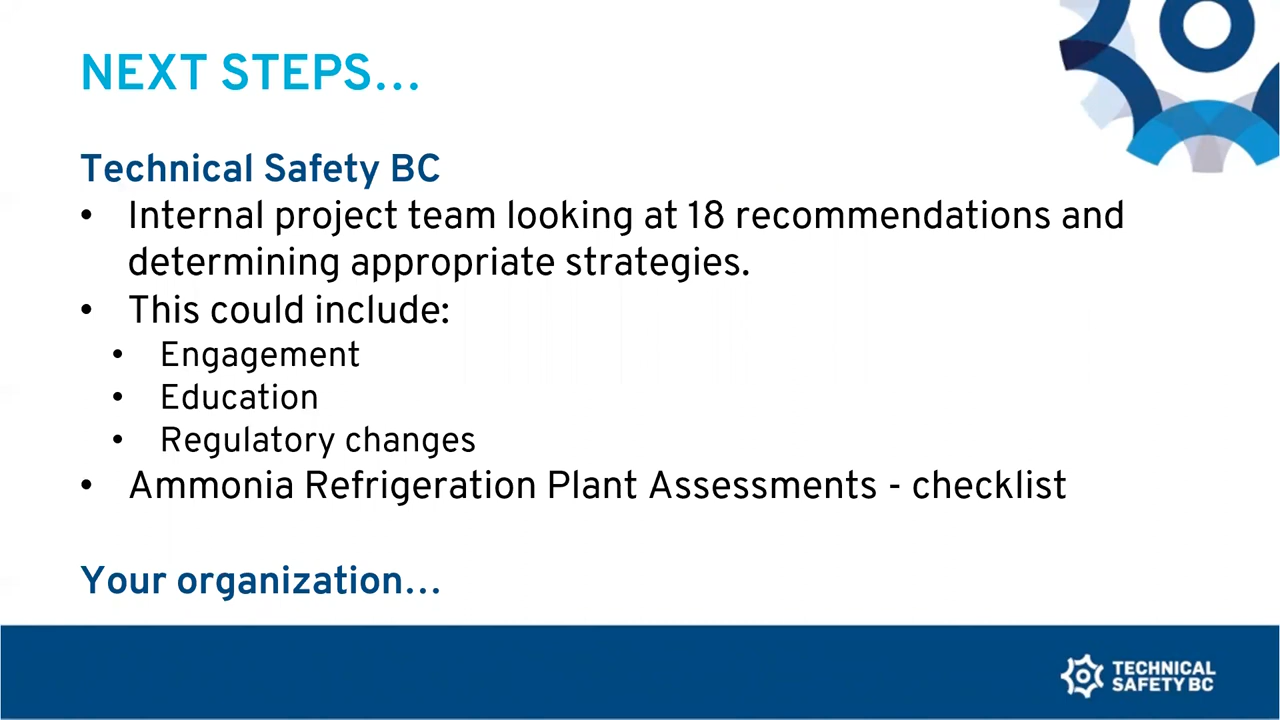 NEXT STEPS...
Technical Safety BC
• Internal project team looking at 18 recommendations and
determining appropriate strategies.
• This could include:
• Engagement
• Education
• Regulatory changes
• Ammonia Refrigeration Plant Assessments - checklist
Your organization...
TECHNICAL
SAFETY BC